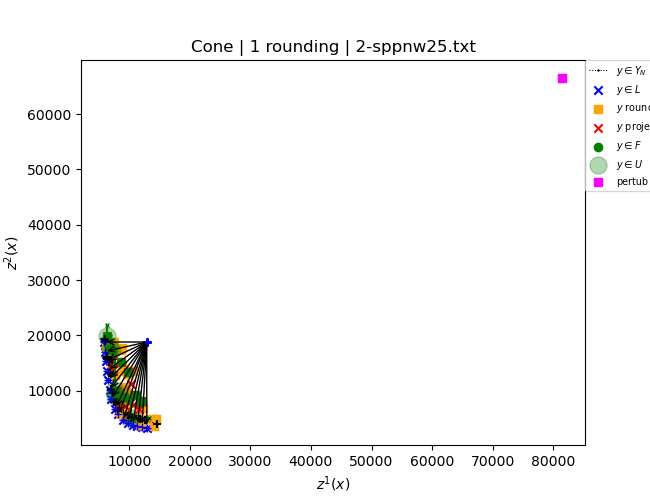 Cone | 1 rounding | 2-sppnw25.txt
z²(x)
60000
50000
40000
30000
20000
10000
10000 20000 30000 40000 50000 60000 70000 80000
z¹(x)
y ∈ Y_N
y ∈ L
y roun
y proje
y ∈ F
y ∈ U
pertub